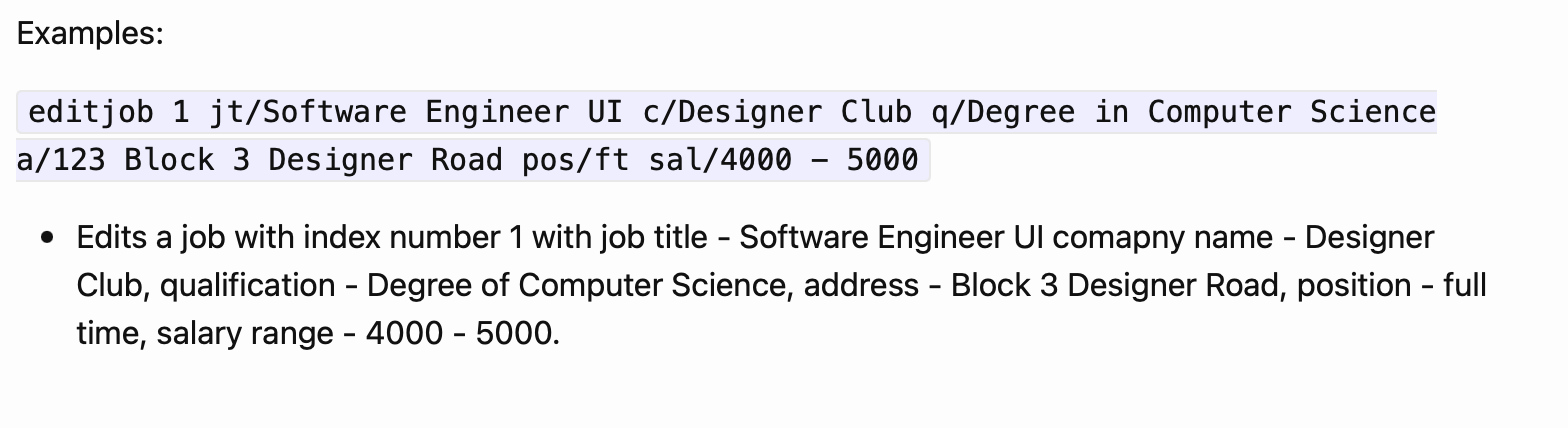 Examples:
editjob 1 jt/Software Engineer UI c/Designer Club q/Degree in Computer Science
a/123 Block 3 Designer Road pos/ft sal/4000 – 5000
• Edits a job with index number 1 with job title - Software Engineer UI comapny name - Designer
Club, qualification - Degree of Computer Science, address - Block 3 Designer Road, position - full
time, salary range - 4000 - 5000.